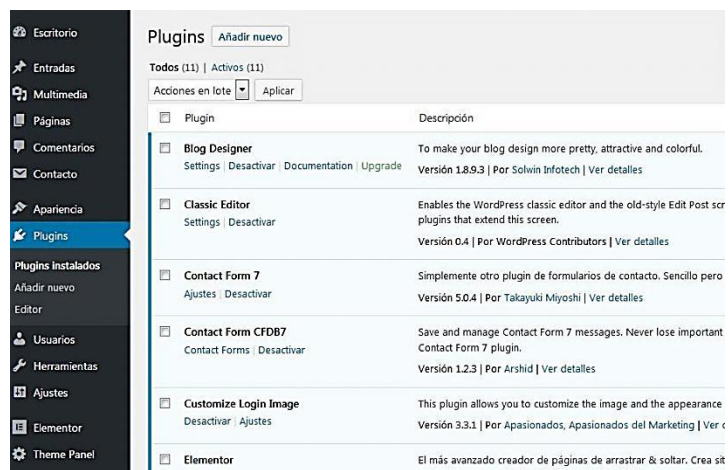 Escritorio
Entradas
Multimedia
Páginas
Comentarios
Contacto
Apariencia
Plugins
Plugins instalados
Añadir nuevo
Editor
Usuarios
Herramientas
Ajustes
Elementor
Theme Panel
Plugins Añadir nuevo
Todos (11) | Activos (11)
Acciones en lote Aplicar
Plugin Descripción
Blog Designer
Settings | Desactivar | Documentation | Upgrade
To make your blog design more pretty, attractive and colorful.
Versión 1.8.9.3 | Por Solwin Infotech | Ver detalles
Classic Editor
Settings | Desactivar
Enables the WordPress classic editor and the old-style Edit Post scr
plugins that extend this screen.
Versión 0.4 | Por WordPress Contributors | Ver detalles
Contact Form 7
Ajustes | Desactivar
Simplemente otro plugin de formularios de contacto. Sencillo pero
Versión 5.0.4 | Por Takayuki Miyoshi | Ver detalles
Contact Form CFDB7
Contact Forms | Desactivar
Save and manage Contact Form 7 messages. Never lose important
Contact Form 7 plugin.
Versión 1.2.3 | Por Arshid | Ver detalles
Customize Login Image
Desactivar | Ajustes
This plugin allows you to customize the image and the appearance
Versión 3.3.1 | Por Apasionados, Apasionados del Marketing | Ver
Elementor
El más avanzado creador de páginas de arrastrar & soltar. Crea sit